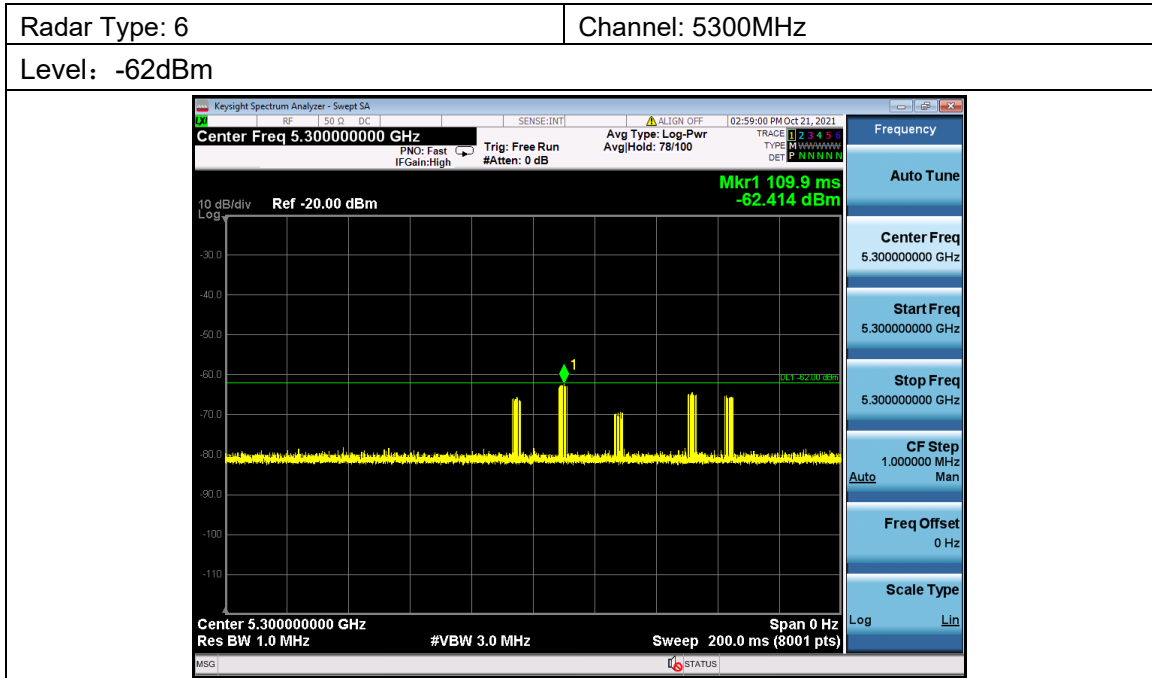 Radar Type: 6
Channel: 5300MHz
Level：-62dBm
Keysight Spectrum Analyzer - Swept SA
LXI RF 50 Ω DC SENSE:INT ALIGN OFF 02:59:00 PM Oct 21, 2021
Center Freq 5.300000000 GHz
PNO: Fast
IFGain:High
Trig: Free Run
#Atten: 0 dB
Avg Type: Log-Pwr
Avg|Hold: 78/100
TRACE 1 2 3 4 5 6
TYPE M WWWWW
DET P N N N N N
Mkr1 109.9 ms
-62.414 dBm
10 dB/div Ref -20.00 dBm
Log
-30.0
-40.0
-50.0
-60.0
-70.0
-80.0
-90.0
-100
-110
1
DL1 -62.00 dBm
Center 5.300000000 GHz Span 0 Hz
Res BW 1.0 MHz #VBW 3.0 MHz Sweep 200.0 ms (8001 pts)
MSG STATUS
Frequency
Auto Tune
Center Freq
5.300000000 GHz
Start Freq
5.300000000 GHz
Stop Freq
5.300000000 GHz
CF Step
1.000000 MHz
Auto Man
Freq Offset
0 Hz
Scale Type
Log Lin